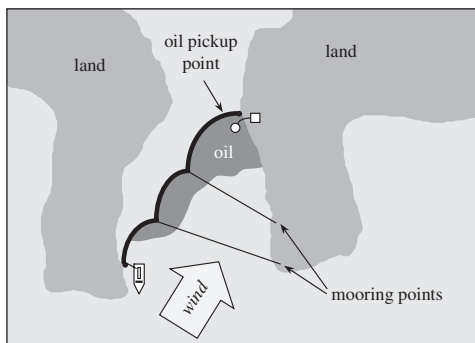 oil pickup
point
land
land
oil
wind
mooring points